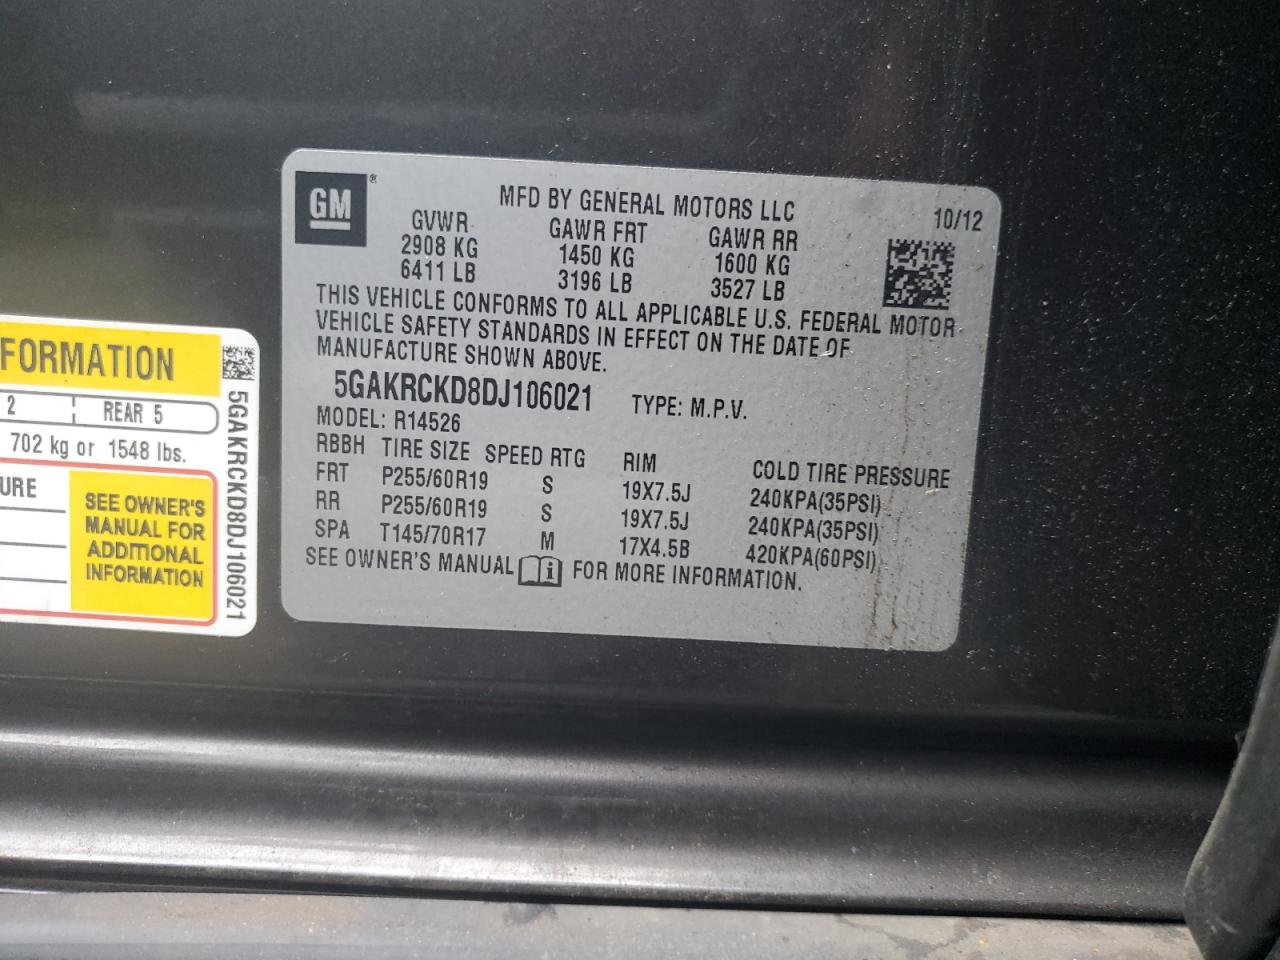 GM ®
MFD BY GENERAL MOTORS LLC 10/12
GVWR GAWR FRT GAWR RR
2908 KG 1450 KG 1600 KG
6411 LB 3196 LB 3527 LB
THIS VEHICLE CONFORMS TO ALL APPLICABLE U.S. FEDERAL MOTOR
VEHICLE SAFETY STANDARDS IN EFFECT ON THE DATE OF
MANUFACTURE SHOWN ABOVE.
5GAKRCKD8DJ106021 TYPE: M.P.V.
MODEL: R14526
RBBH TIRE SIZE SPEED RTG RIM COLD TIRE PRESSURE
FRT P255/60R19 S 19X7.5J 240KPA(35PSI)
RR P255/60R19 S 19X7.5J 240KPA(35PSI)
SPA T145/70R17 M 17X4.5B 420KPA(60PSI)
SEE OWNER'S MANUAL i FOR MORE INFORMATION.
FORMATION
2 REAR 5
702 kg or 1548 lbs.
URE
SEE OWNER'S
MANUAL FOR
ADDITIONAL
INFORMATION
5GAKRCKD8DJ106021